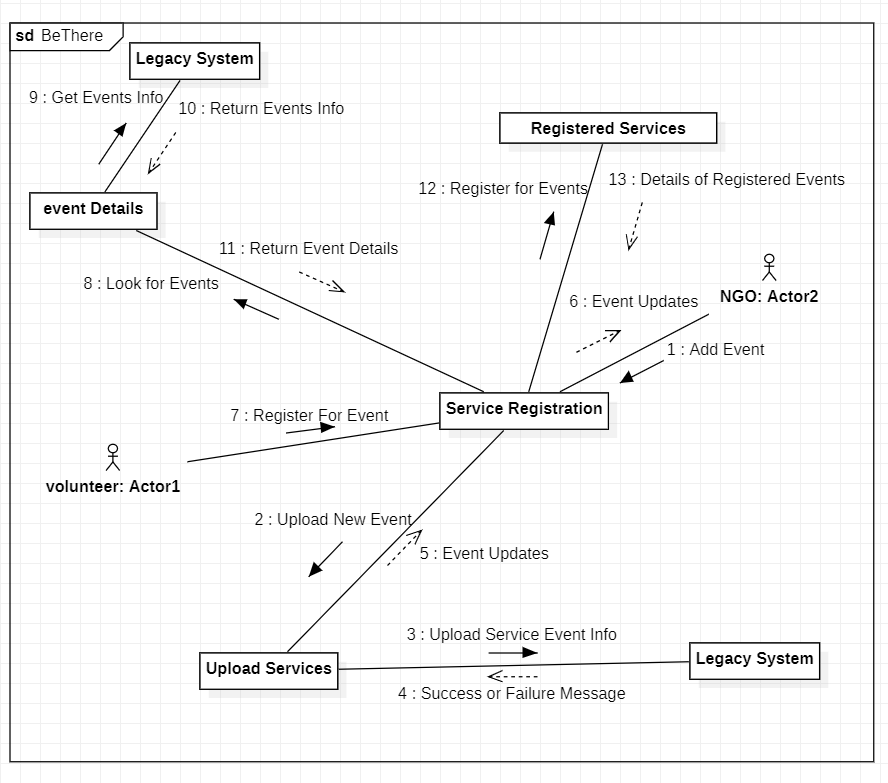 sd BeThere
Legacy System
9 : Get Events Info
10 : Return Events Info
Registered Services
12 : Register for Events
13 : Details of Registered Events
event Details
11 : Return Event Details
8 : Look for Events
6 : Event Updates
NGO: Actor2
1 : Add Event
Service Registration
7 : Register For Event
volunteer: Actor1
2 : Upload New Event
5 : Event Updates
3 : Upload Service Event Info
Upload Services
Legacy System
4 : Success or Failure Message